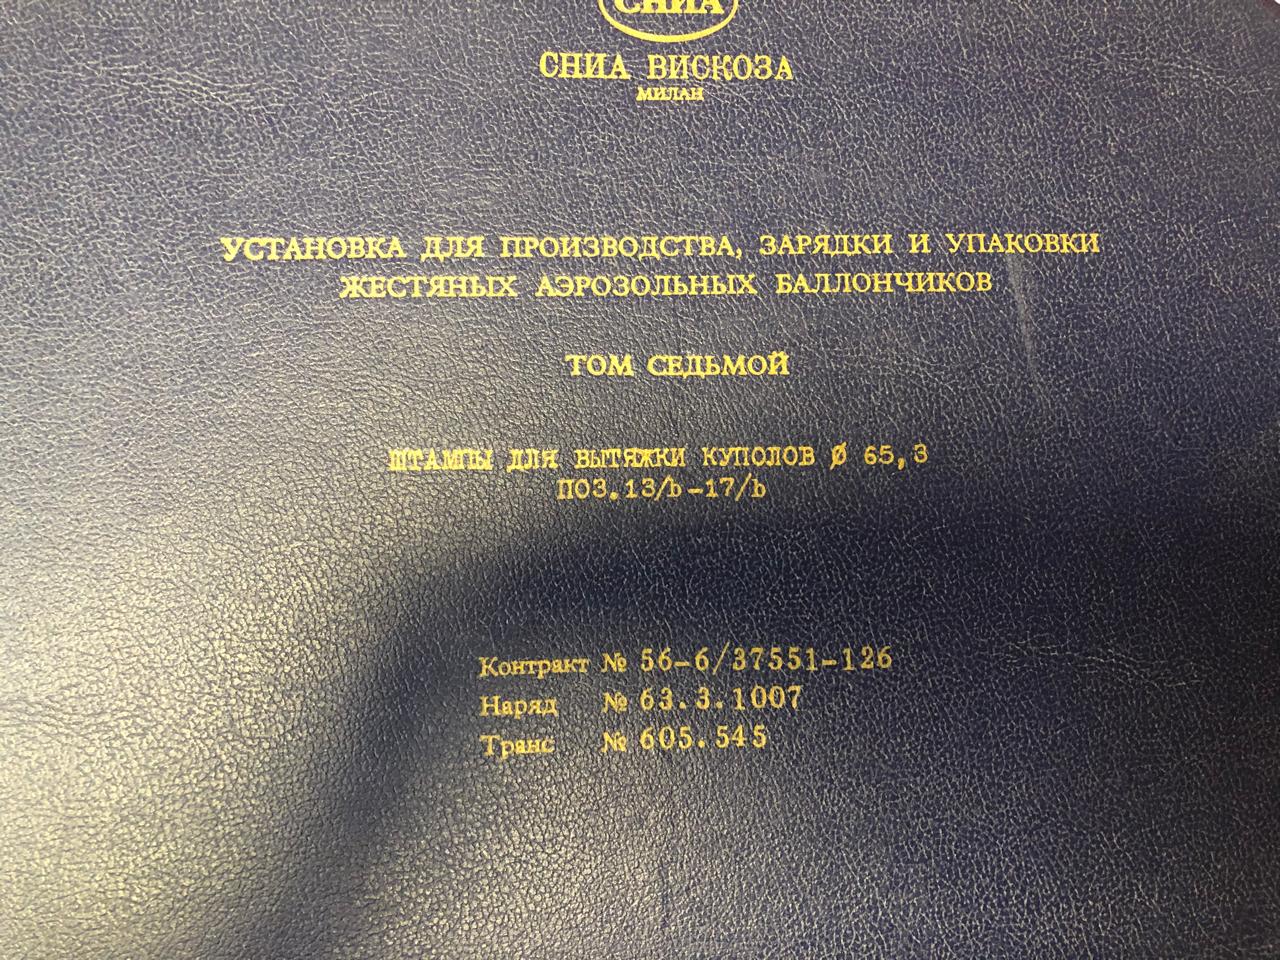 СНИА
СНИА ВИСКОЗА
МИЛАН
УСТАНОВКА ДЛЯ ПРОИЗВОДСТВА, ЗАРЯДКИ И УПАКОВКИ
ЖЕСТЯНЫХ АЭРОЗОЛЬНЫХ БАЛЛОНЧИКОВ
ТОМ СЕДЬМОЙ
ШТАМПЫ ДЛЯ ВЫТЯЖКИ КУПОЛОВ Ø 65,3
ПОЗ.13/b-17/b
Контракт № 56-6/37551-126
Наряд № 63.3.1007
Транс № 605.545